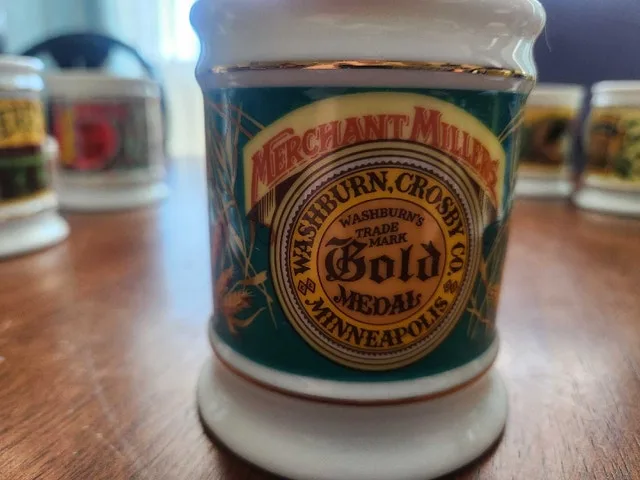 MERCHANT MILLERS
WASHBURN, CROSBY CO.
WASHBURN'S
TRADE
MARK
Gold
MEDAL
MINNEAPOLIS